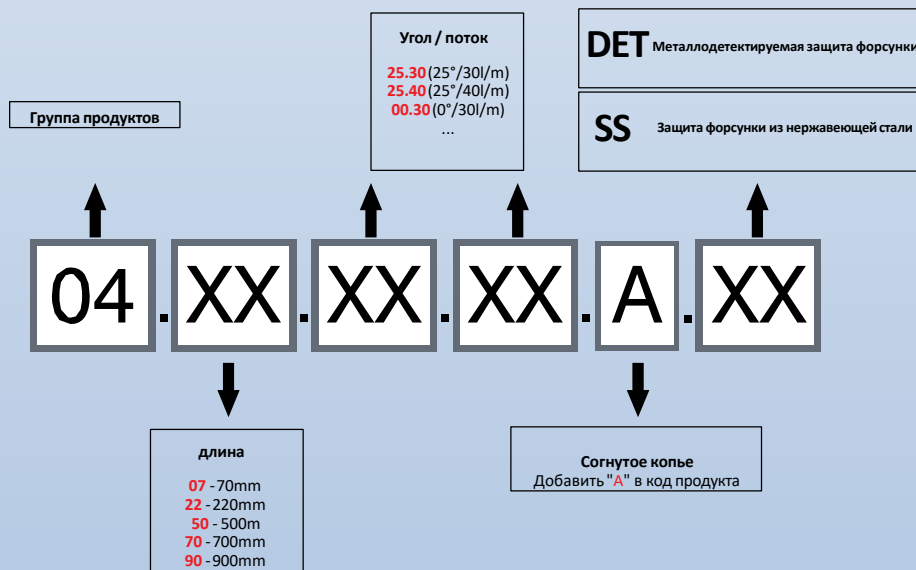 Угол / поток
25.30 (25°/30l/m)
25.40 (25°/40l/m)
00.30 (0°/30l/m)
...
DET Металлодетектируемая защита форсунки
SS Защита форсунки из нержавеющей стали
Группа продуктов
04.XX.XX.XX.A.XX
длина
07 - 70mm
22 - 220mm
50 - 500m
70 - 700mm
90 - 900mm
Согнутое копье
Добавить "A" в код продукта